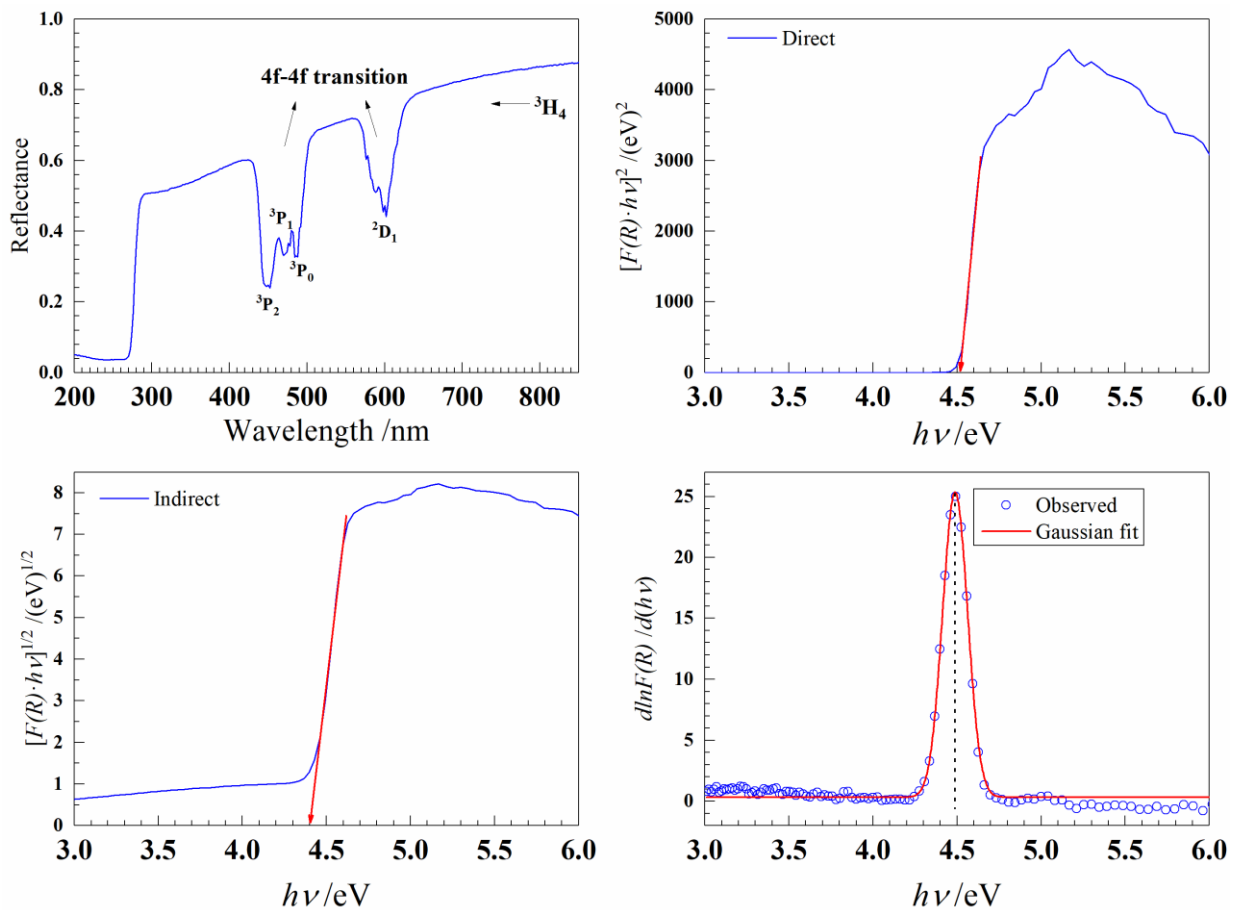 1.0
0.8
0.6
0.4
0.2
0.0
Reflectance
4f-4f transition
³H₄
³P₁
³P₀
³P₂
²D₁
200 300 400 500 600 700 800
Wavelength /nm
5000
4000
3000
2000
1000
0
[F(R)·hν]² /(eV)²
Direct
3.0 3.5 4.0 4.5 5.0 5.5 6.0
hν /eV
8
7
6
5
4
3
2
1
0
[F(R)·hν]¹ᐟ² /(eV)¹ᐟ²
Indirect
3.0 3.5 4.0 4.5 5.0 5.5 6.0
hν /eV
25
20
15
10
5
0
dlnF(R) /d(hν)
Observed
Gaussian fit
3.0 3.5 4.0 4.5 5.0 5.5 6.0
hν /eV